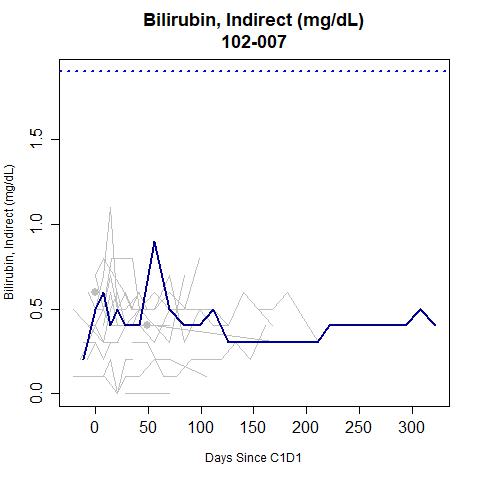 Bilirubin, Indirect (mg/dL)
102-007
Bilirubin, Indirect (mg/dL)
1.5
1.0
0.5
0.0
0 50 100 150 200 250 300
Days Since C1D1